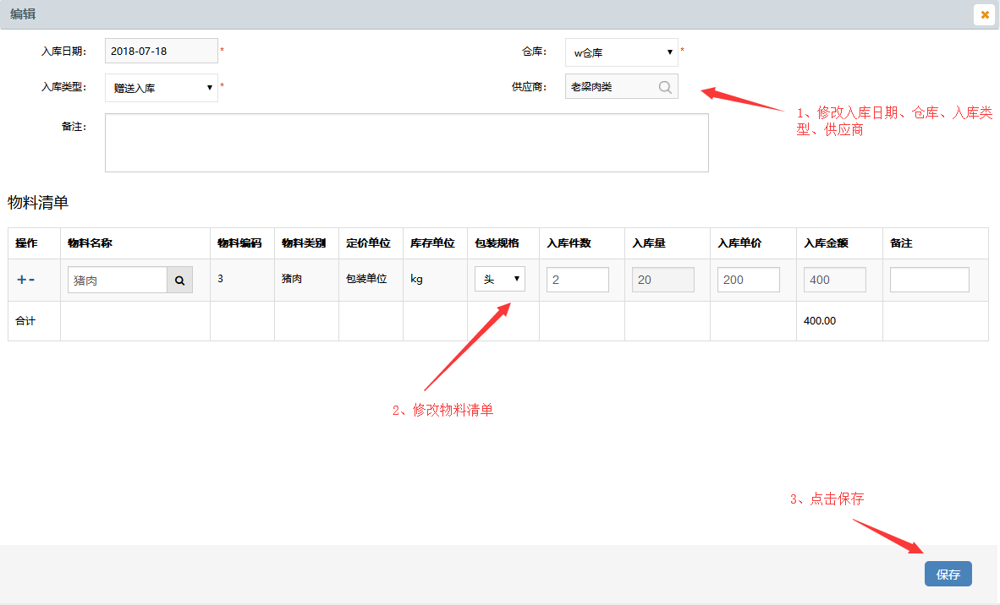 编辑
入库日期: 2018-07-18 * 仓库: w仓库 *
入库类型: 赠送入库 * 供应商: 老梁肉类
1、修改入库日期、仓库、入库类
型、供应商
备注:
物料清单
操作 物料名称 物料编码 物料类别 定价单位 库存单位 包装规格 入库件数 入库量 入库单价 入库金额 备注
+- 猪肉 3 猪肉 包装单位 kg 头 2 20 200 400
合计 400.00
2、修改物料清单
3、点击保存
保存